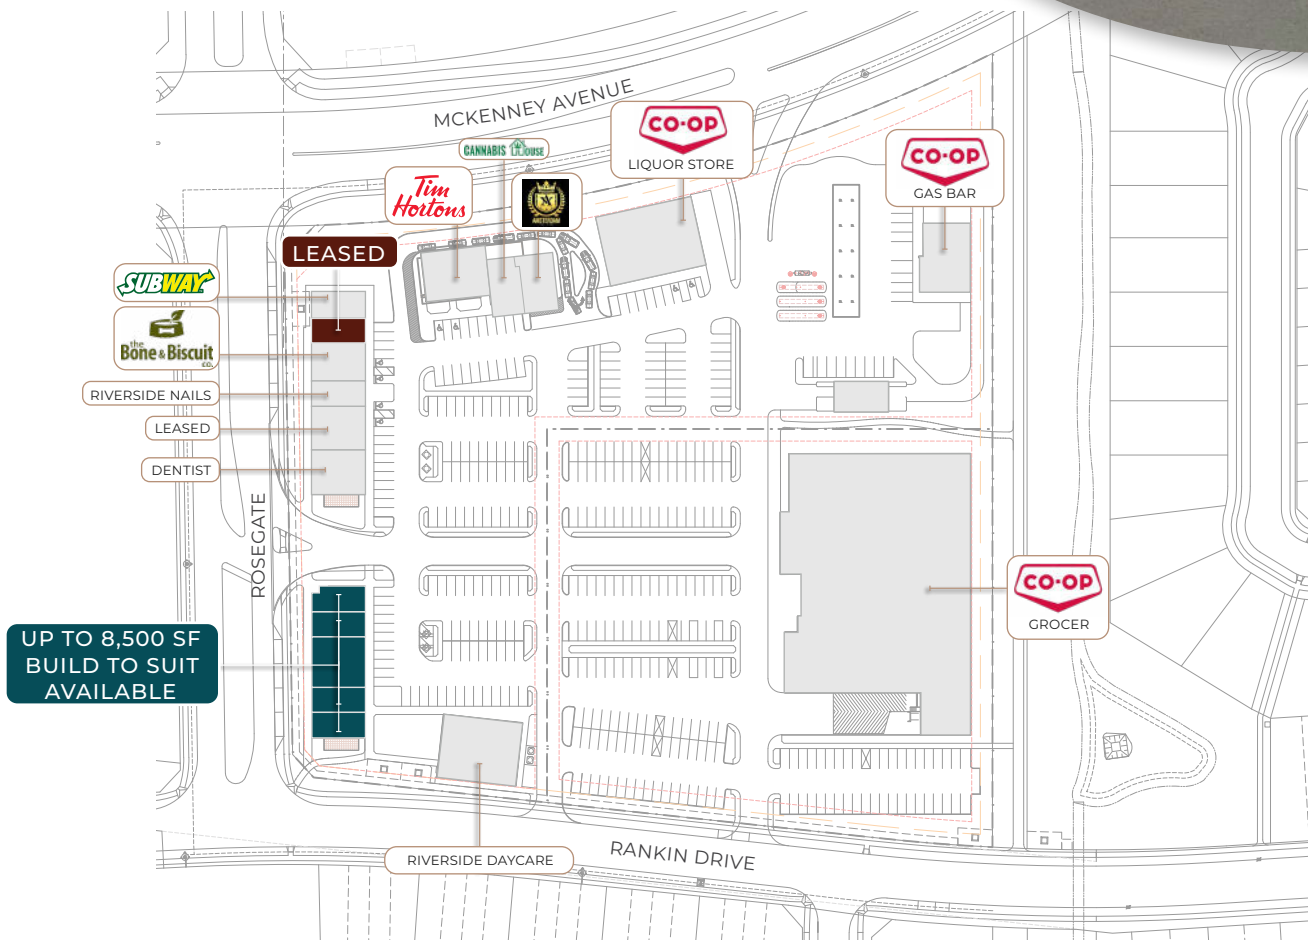 MCKENNEY AVENUE
CO·OP
LIQUOR STORE
CO·OP
GAS BAR
CANNABIS HOUSE
Tim
Hortons
LEASED
SUBWAY
the
Bone & Biscuit
CO.
RIVERSIDE NAILS
LEASED
DENTIST
ROSEGATE
UP TO 8,500 SF
BUILD TO SUIT
AVAILABLE
CO·OP
GROCER
RIVERSIDE DAYCARE
RANKIN DRIVE